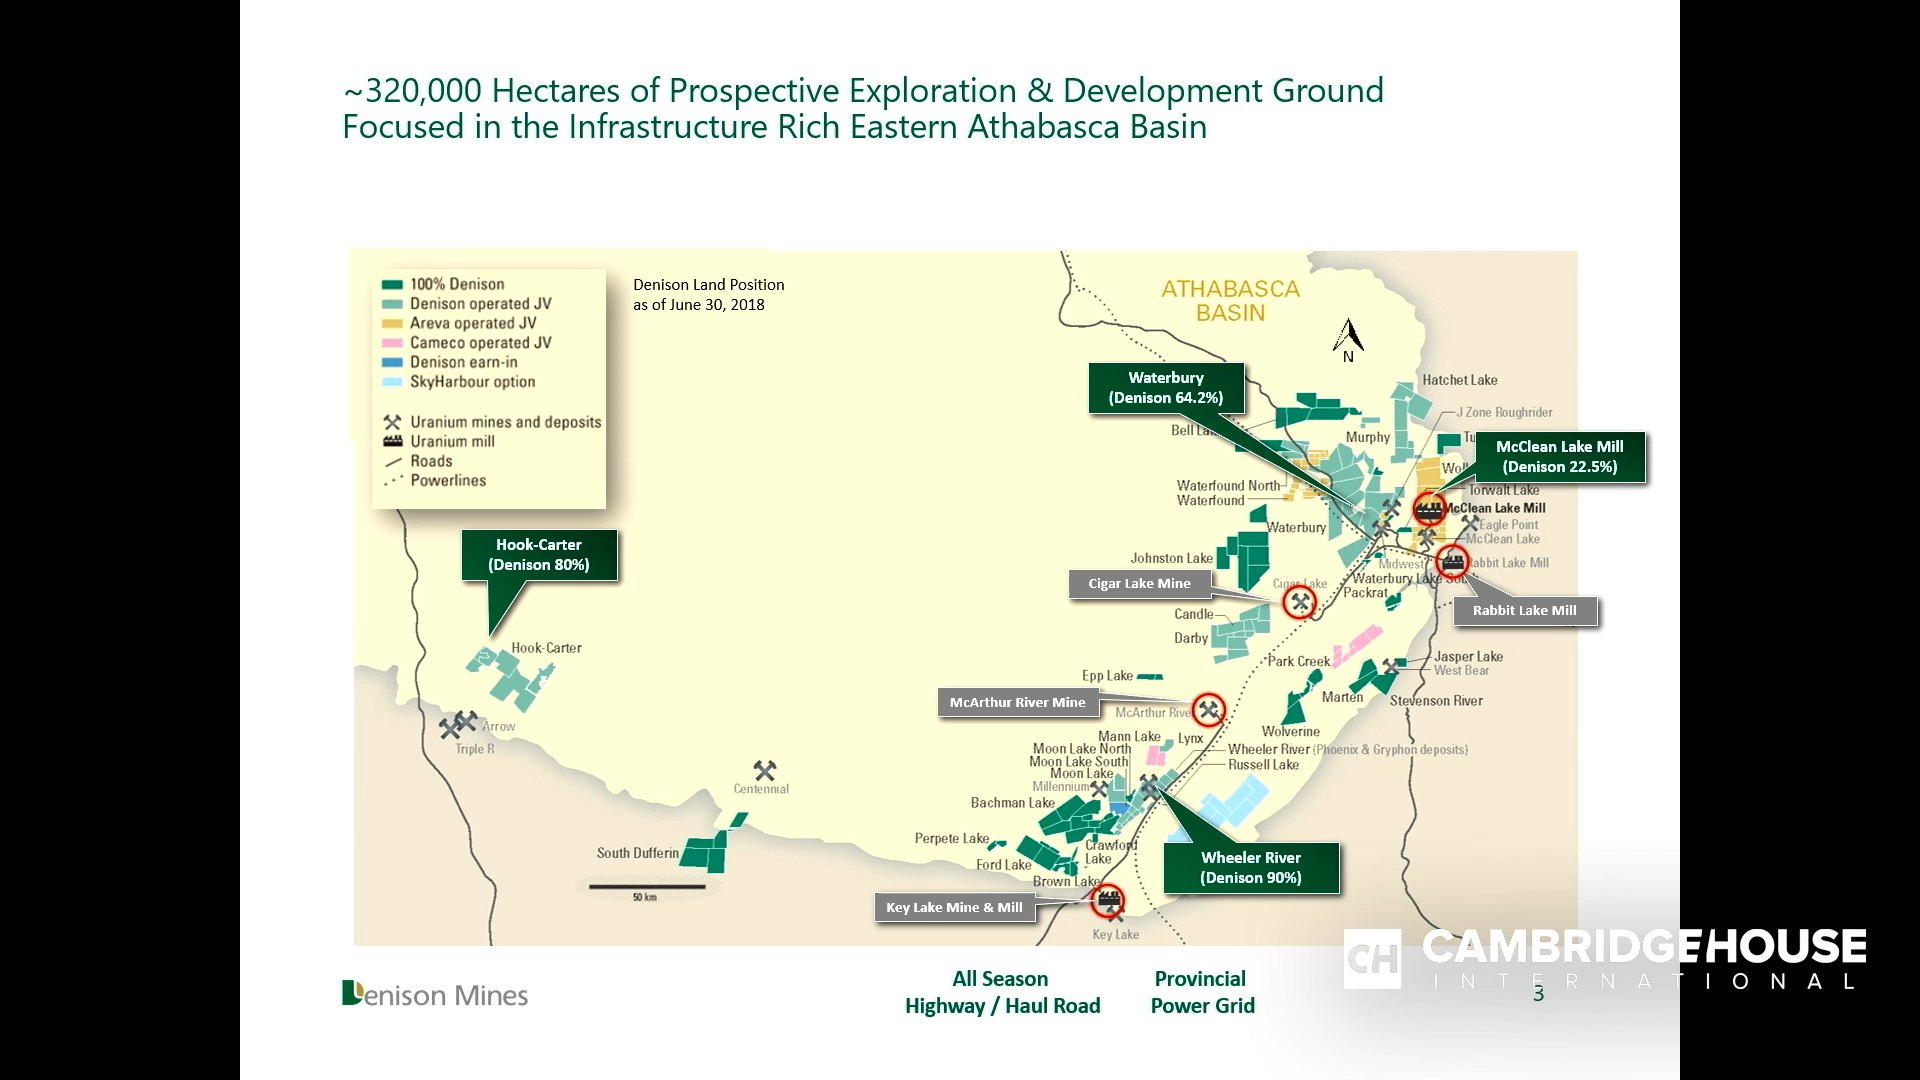 ~320,000 Hectares of Prospective Exploration & Development Ground
Focused in the Infrastructure Rich Eastern Athabasca Basin
100% Denison
Denison operated JV
Areva operated JV
Cameco operated JV
Denison earn-in
SkyHarbour option
Uranium mines and deposits
Uranium mill
Roads
Powerlines
Denison Land Position
as of June 30, 2018
ATHABASCA
BASIN
N
Waterbury
(Denison 64.2%)
Hatchet Lake
J Zone Roughrider
Bell
Murphy
McClean Lake Mill
(Denison 22.5%)
Waterfound North
Waterfound
Torwalt Lake
McClean Lake Mill
Eagle Point
McClean Lake
Waterbury
Hook-Carter
(Denison 80%)
Johnston Lake
Midwest
Rabbit Lake Mill
Cigar Lake Mine
Cigar Lake
Waterbury Lake South
Packrat
Rabbit Lake Mill
Candle
Darby
Hook-Carter
Park Creek
Jasper Lake
West Bear
Epp Lake
Marten
Stevenson River
McArthur River Mine
McArthur River
Arrow
Triple R
Wolverine
Mann Lake
Lynx
Moon Lake North
Wheeler River (Phoenix & Gryphon deposits)
Moon Lake South
Russell Lake
Moon Lake
Centennial
Millennium
Bachman Lake
Perpete Lake
Crawford
Lake
South Dufferin
Ford Lake
Brown Lake
Wheeler River
(Denison 90%)
50 km
Key Lake Mine & Mill
Key Lake
Denison Mines
All Season
Highway / Haul Road
Provincial
Power Grid
CH CAMBRIDGEHOUSE
INTERNATIONAL
3